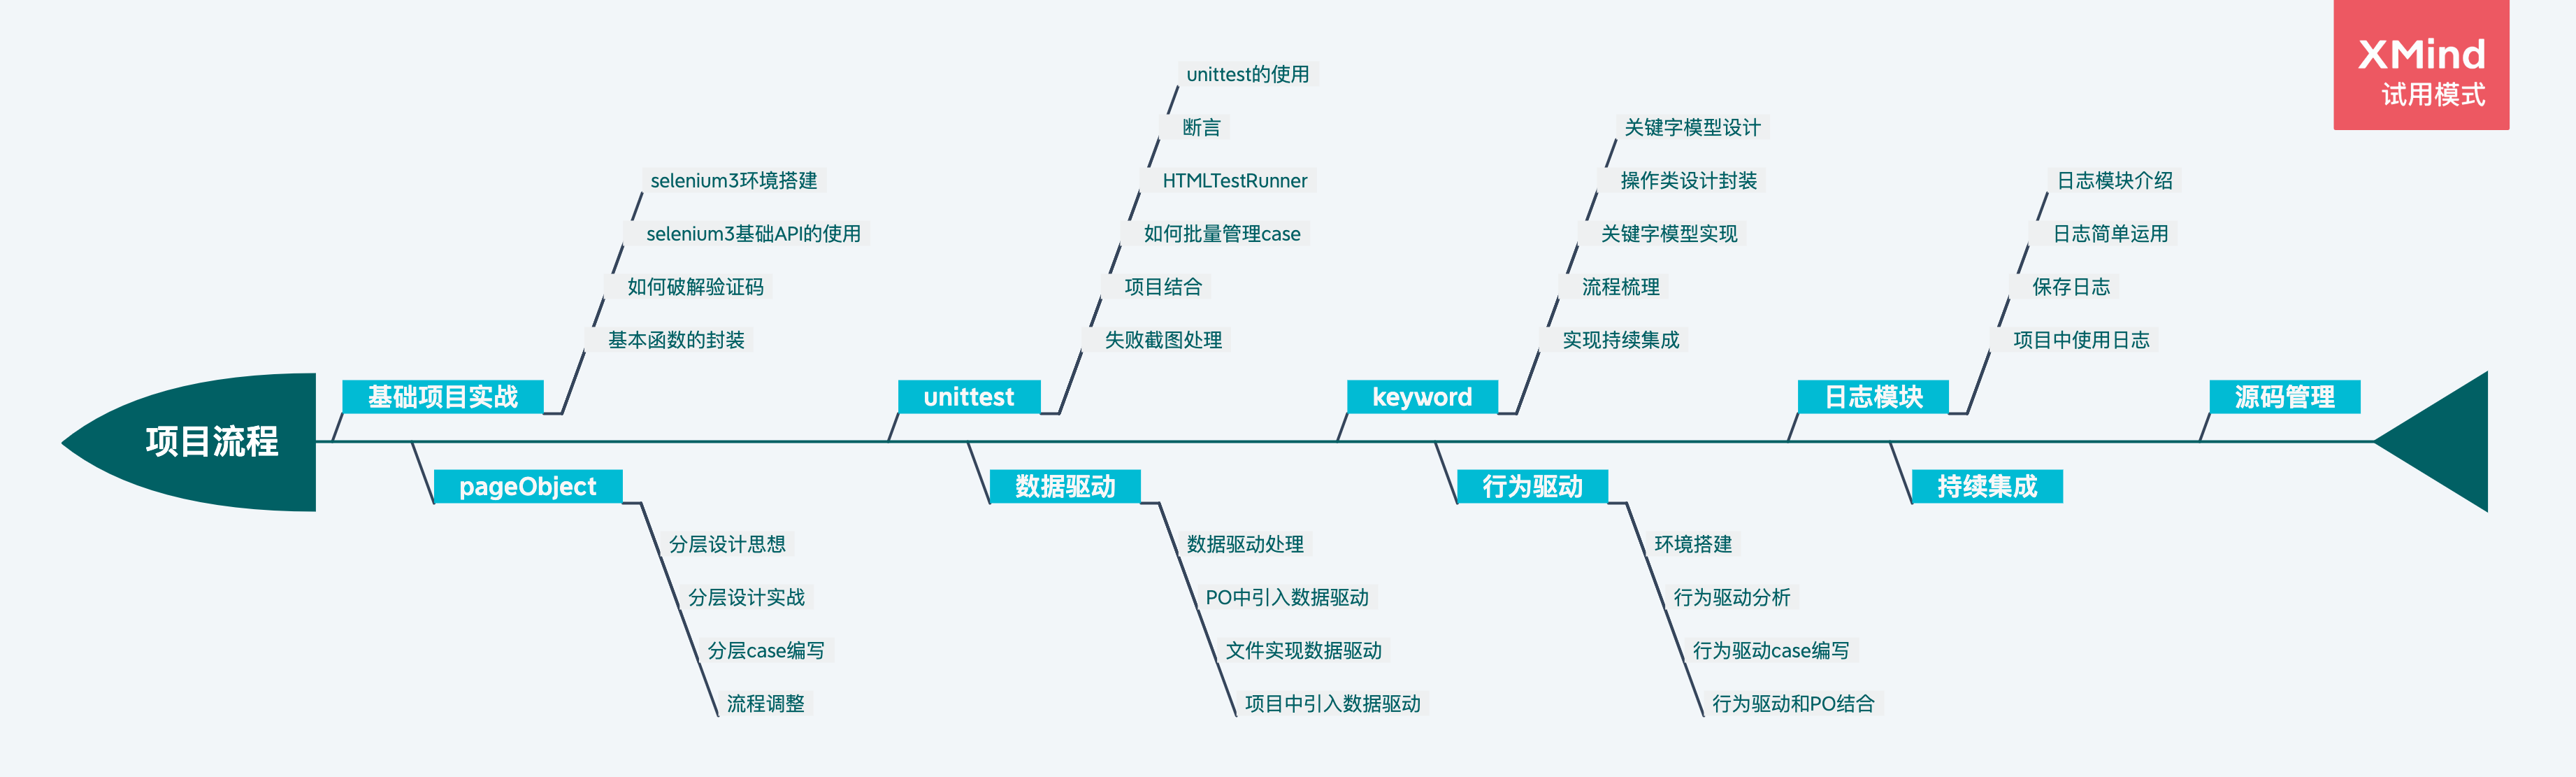 XMind
试用模式
项目流程
基础项目实战
selenium3环境搭建
selenium3基础API的使用
如何破解验证码
基本函数的封装
pageObject
分层设计思想
分层设计实战
分层case编写
流程调整
unittest
unittest的使用
断言
HTMLTestRunner
如何批量管理case
项目结合
失败截图处理
数据驱动
数据驱动处理
PO中引入数据驱动
文件实现数据驱动
项目中引入数据驱动
keyword
关键字模型设计
操作类设计封装
关键字模型实现
流程梳理
实现持续集成
行为驱动
环境搭建
行为驱动分析
行为驱动case编写
行为驱动和PO结合
日志模块
日志模块介绍
日志简单运用
保存日志
项目中使用日志
持续集成
源码管理